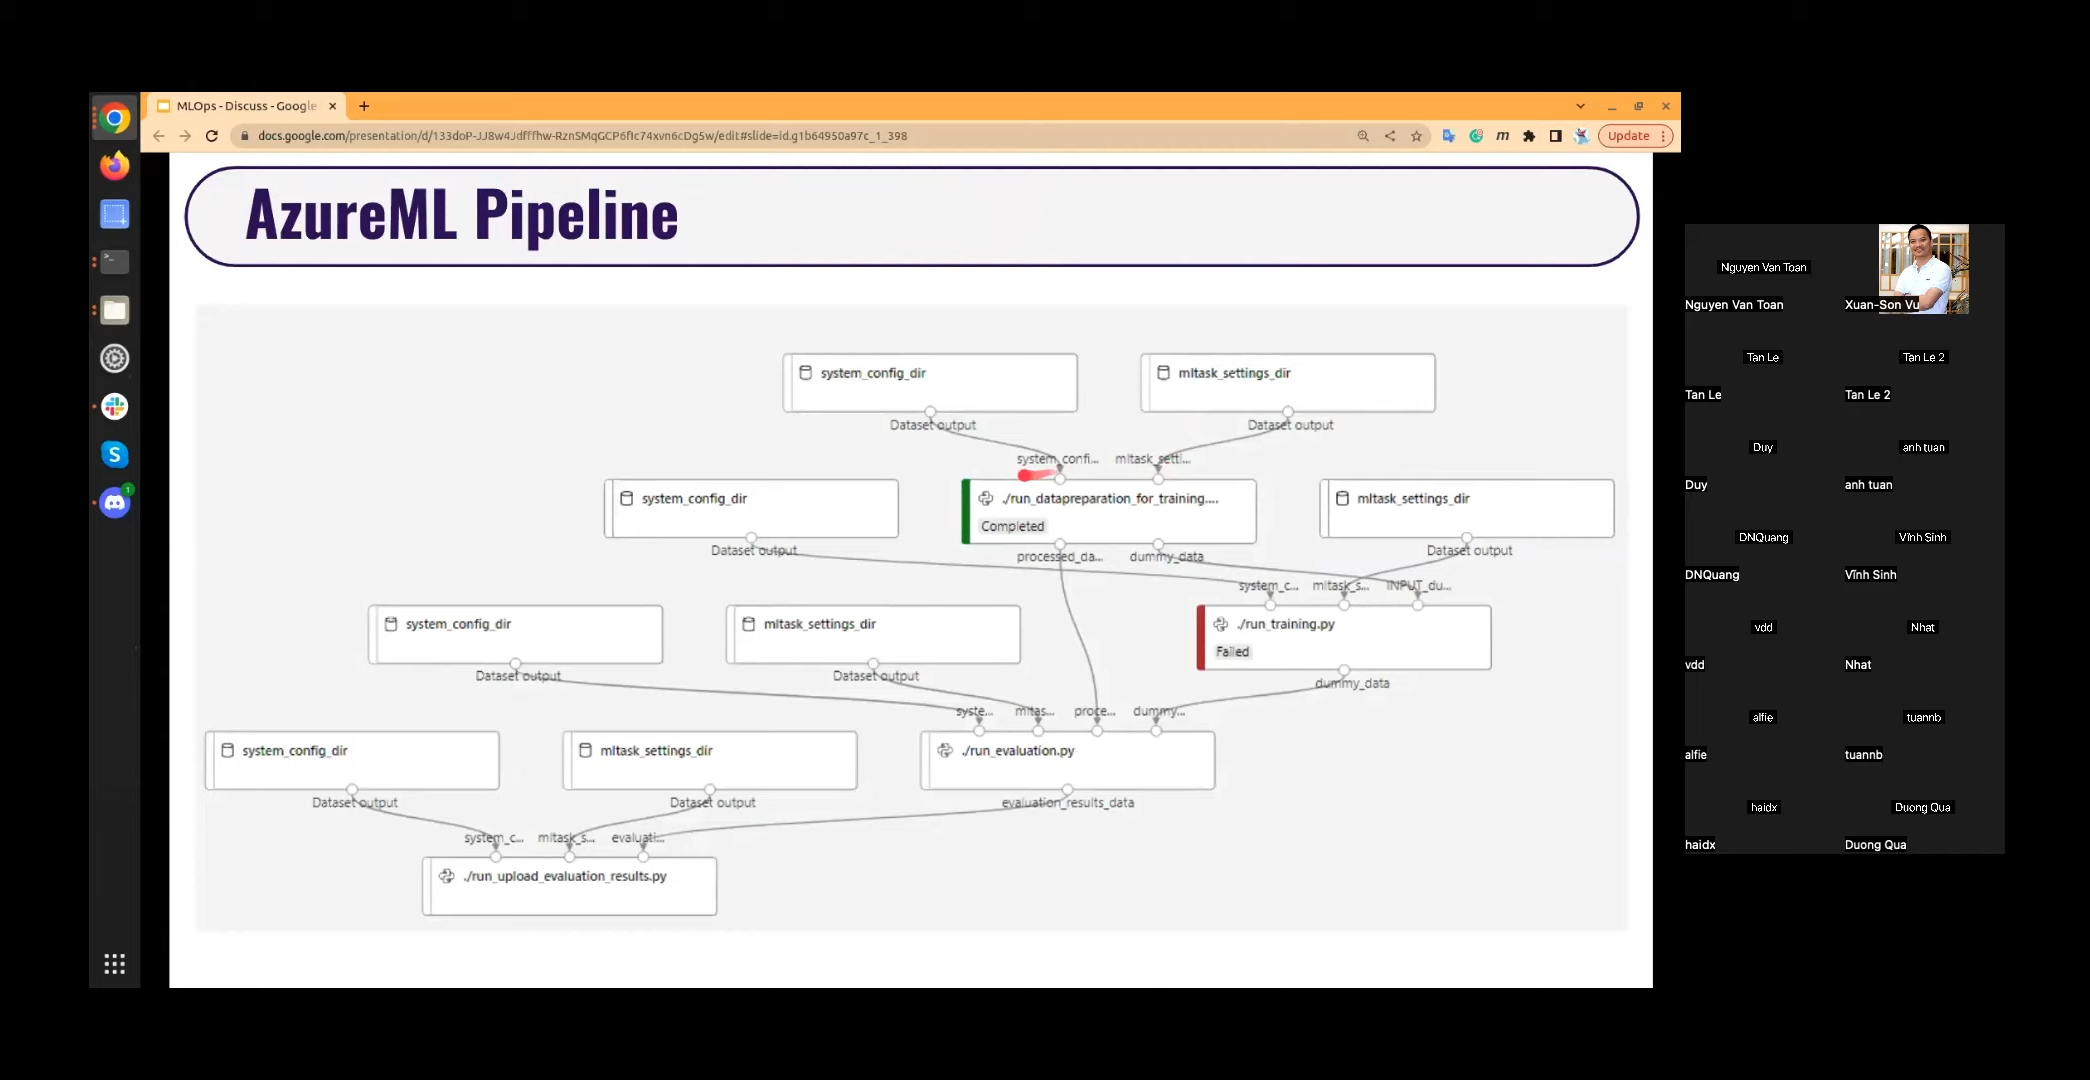 MLOps - Discuss - Google
docs.google.com/presentation/d/133doP-JJ8w4Jdfffhw-RznSMqGCP6fIc74xvn6cDg5w/edit#slide=id.g1b64950a97c_1_398
Update
AzureML Pipeline
system_config_dir
mltask_settings_dir
Dataset output
Dataset output
system_confi...
mltask_setti...
system_config_dir
./run_datapreparation_for_training....
Completed
mltask_settings_dir
Dataset output
processed_da...
dummy_data
Dataset output
system_c...
mltask_s...
INPUT_du...
system_config_dir
mltask_settings_dir
./run_training.py
Failed
Dataset output
Dataset output
dummy_data
syste...
mltas...
proce...
dummy...
system_config_dir
mltask_settings_dir
./run_evaluation.py
Dataset output
Dataset output
evaluation_results_data
system_c...
mltask_s...
evaluati...
./run_upload_evaluation_results.py
Nguyen Van Toan
Nguyen Van Toan
Xuan-Son Vu
Tan Le
Tan Le 2
Tan Le
Tan Le 2
Duy
anh tuan
Duy
anh tuan
DNQuang
Vĩnh Sinh
DNQuang
Vĩnh Sinh
vdd
Nhat
vdd
Nhat
alfie
tuannb
alfie
tuannb
haidx
Duong Qua
haidx
Duong Qua